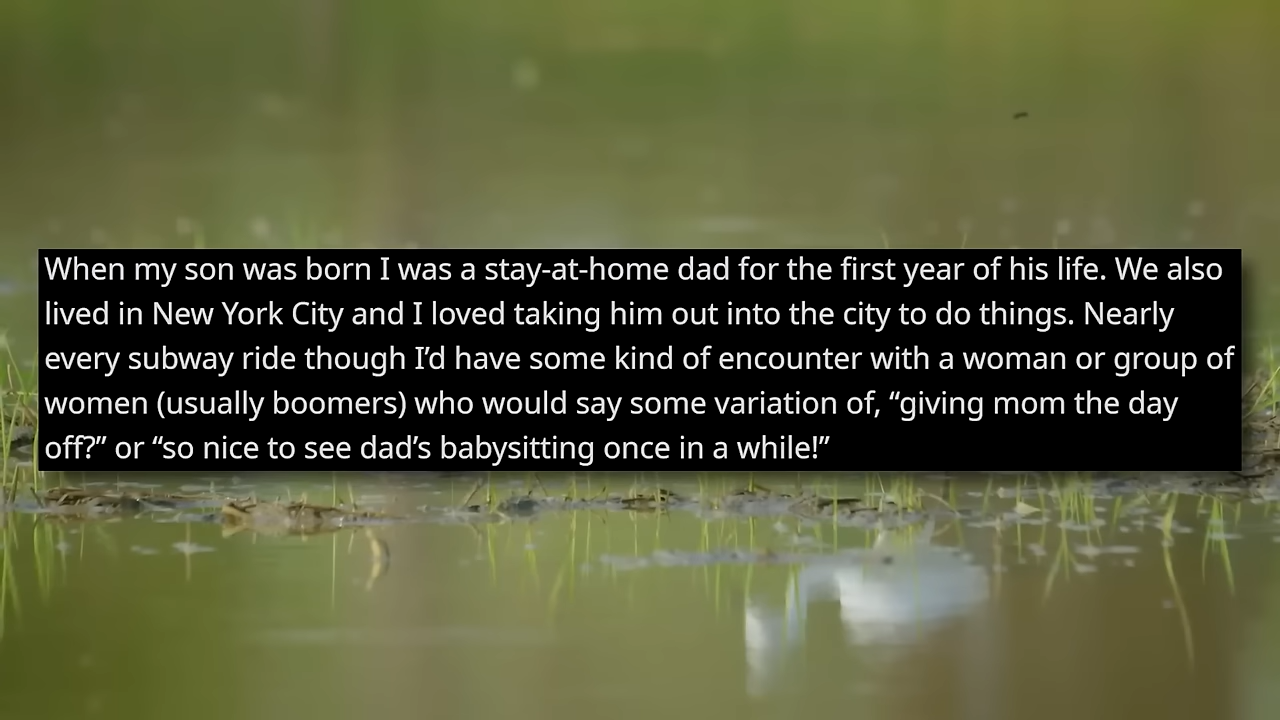 When my son was born I was a stay-at-home dad for the first year of his life. We also
lived in New York City and I loved taking him out into the city to do things. Nearly
every subway ride though I’d have some kind of encounter with a woman or group of
women (usually boomers) who would say some variation of, “giving mom the day
off?” or “so nice to see dad’s babysitting once in a while!”